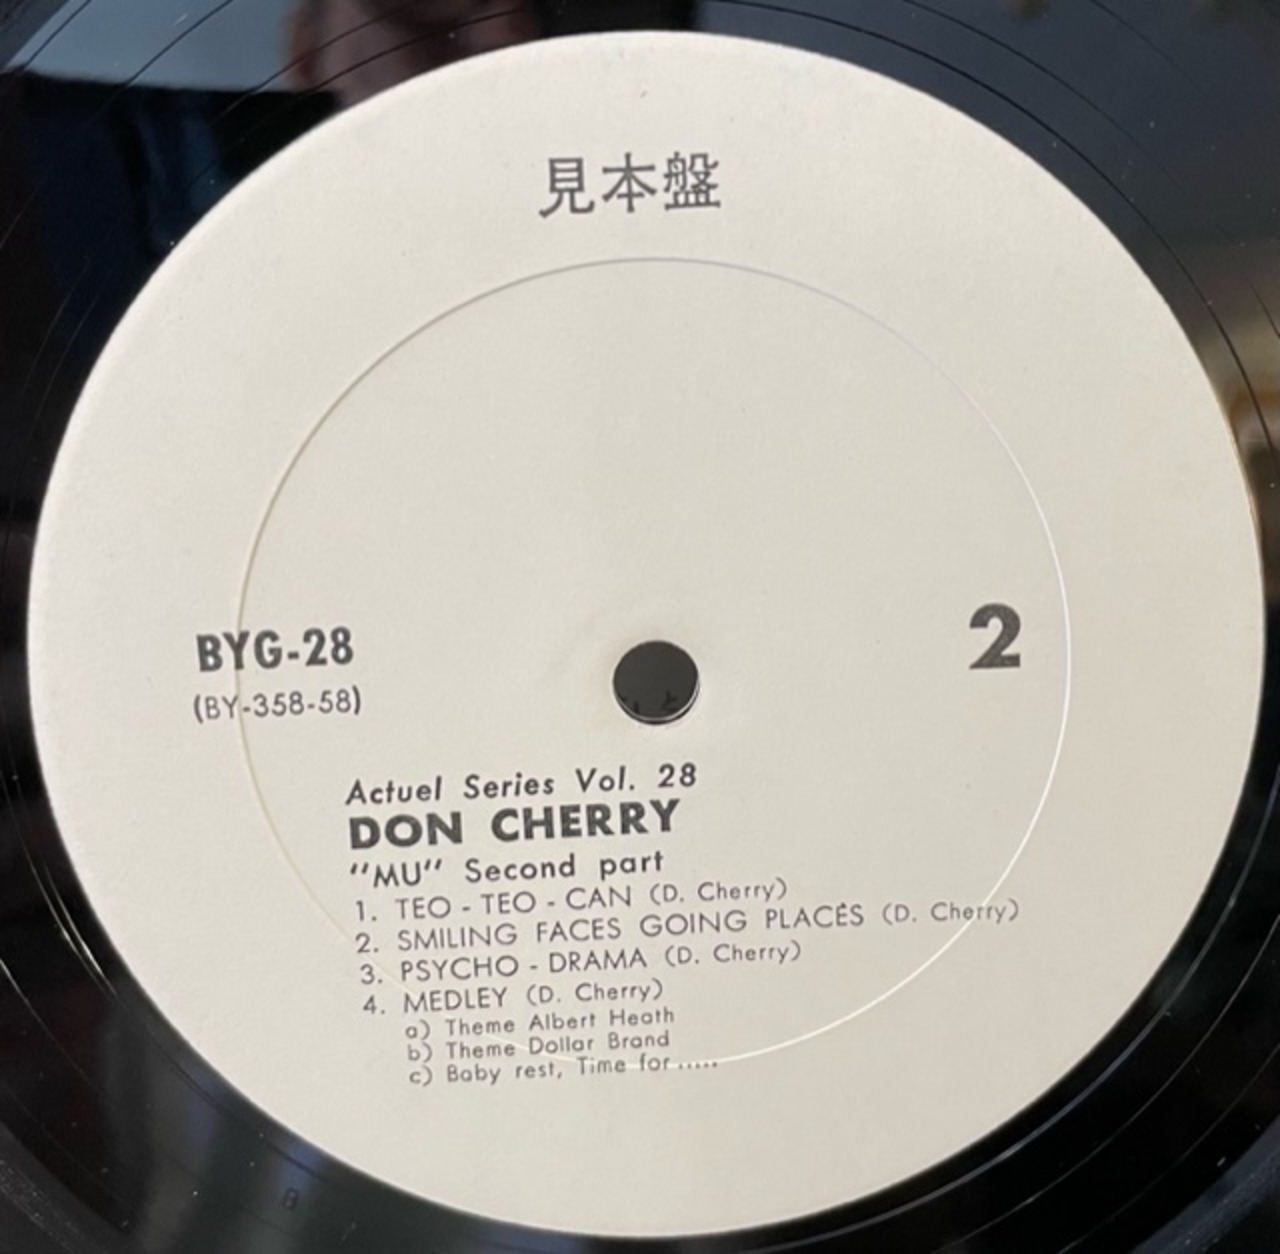 見本盤
BYG-28
2
(BY-358-58)
Actuel Series Vol. 28
DON CHERRY
"MU" Second part
1. TEO - TEO - CAN (D. Cherry)
2. SMILING FACES GOING PLACES (D. Cherry)
3. PSYCHO - DRAMA (D. Cherry)
4. MEDLEY (D. Cherry)
a) Theme Albert Heath
b) Theme Dollar Brand
c) Baby rest, Time for.....